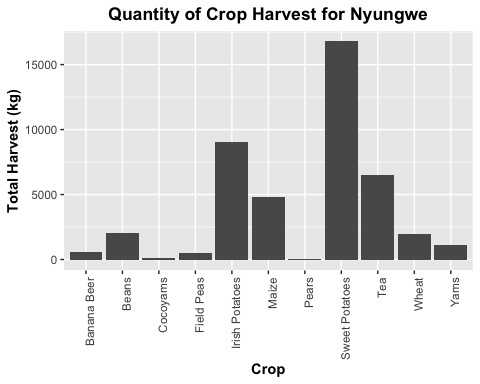 Quantity of Crop Harvest for Nyungwe
Total Harvest (kg)
15000
10000
5000
0
Banana Beer
Beans
Cocoyams
Field Peas
Irish Potatoes
Maize
Pears
Sweet Potatoes
Tea
Wheat
Yams
Crop